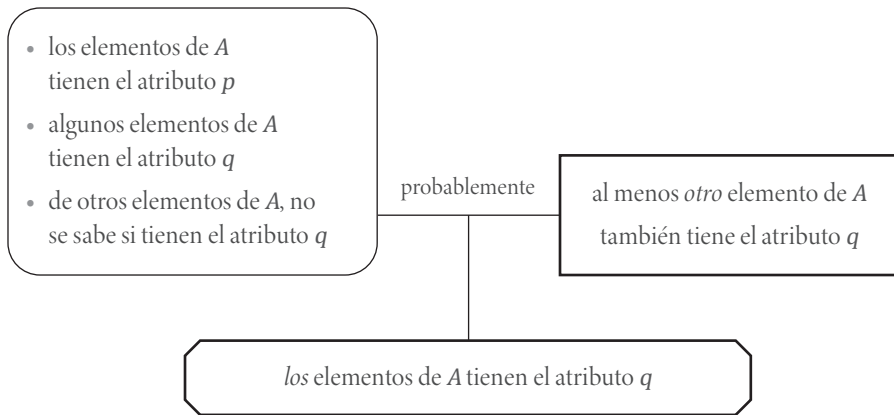 • los elementos de A
tienen el atributo p
• algunos elementos de A
tienen el atributo q
• de otros elementos de A, no
se sabe si tienen el atributo q
probablemente
al menos otro elemento de A
también tiene el atributo q
los elementos de A tienen el atributo q